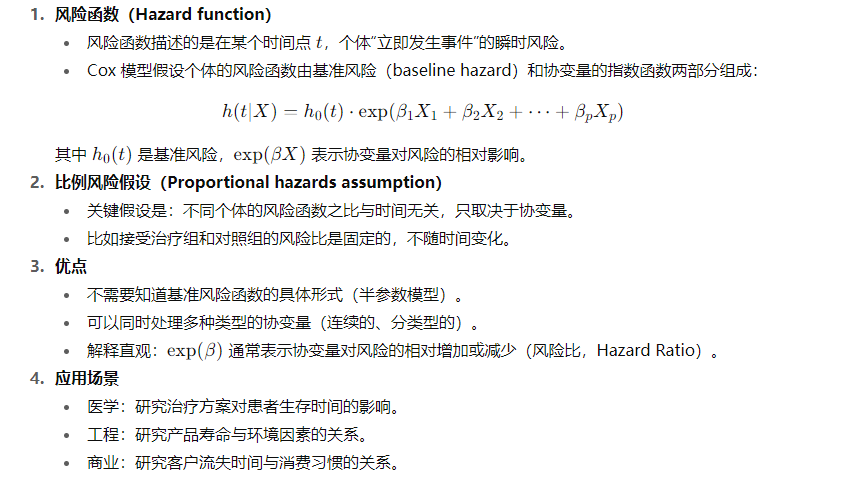 1. 风险函数（Hazard function）
• 风险函数描述的是在某个时间点 t，个体“立即发生事件”的瞬时风险。
• Cox 模型假设个体的风险函数由基准风险（baseline hazard）和协变量的指数函数两部分组成：
h(t|X) = h₀(t) · exp(β₁X₁ + β₂X₂ + ⋯ + βₚXₚ)
其中 h₀(t) 是基准风险，exp(βX) 表示协变量对风险的相对影响。
2. 比例风险假设（Proportional hazards assumption）
• 关键假设是：不同个体的风险函数之比与时间无关，只取决于协变量。
• 比如接受治疗组和对照组的风险比是固定的，不随时间变化。
3. 优点
• 不需要知道基准风险函数的具体形式（半参数模型）。
• 可以同时处理多种类型的协变量（连续的、分类型的）。
• 解释直观：exp(β) 通常表示协变量对风险的相对增加或减少（风险比，Hazard Ratio）。
4. 应用场景
• 医学：研究治疗方案对患者生存时间的影响。
• 工程：研究产品寿命与环境因素的关系。
• 商业：研究客户流失时间与消费习惯的关系。